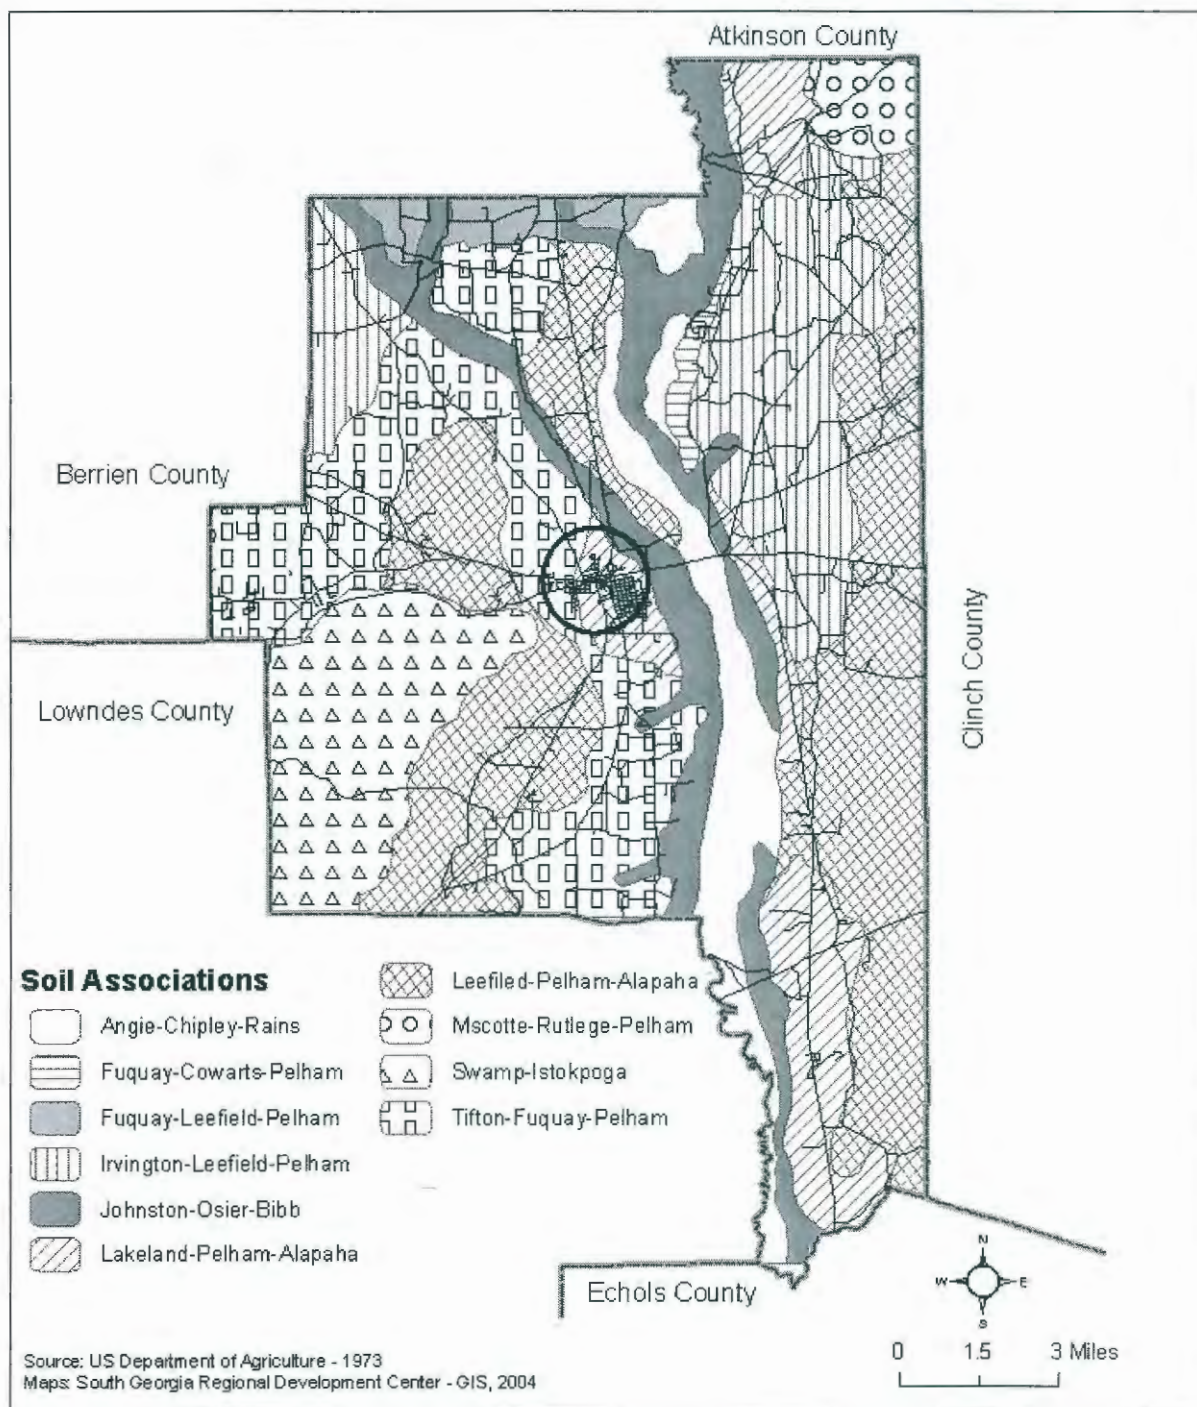 Atkinson County
Berrien County
Lowndes County
Clinch County
Soil Associations
Angie-Chipley-Rains
Fuquay-Cowarts-Pelham
Fuquay-Leefield-Pelham
Irvington-Leefield-Pelham
Johnston-Osier-Bibb
Lakeland-Pelham-Alapaha
Leefiled-Pelham-Alapaha
Mscotte-Rutlege-Pelham
Swamp-Istokpoga
Tifton-Fuquay-Pelham
Echols County
N
W E
S
0 1.5 3 Miles
Source: US Department of Agriculture - 1973
Maps: South Georgia Regional Development Center - GIS, 2004